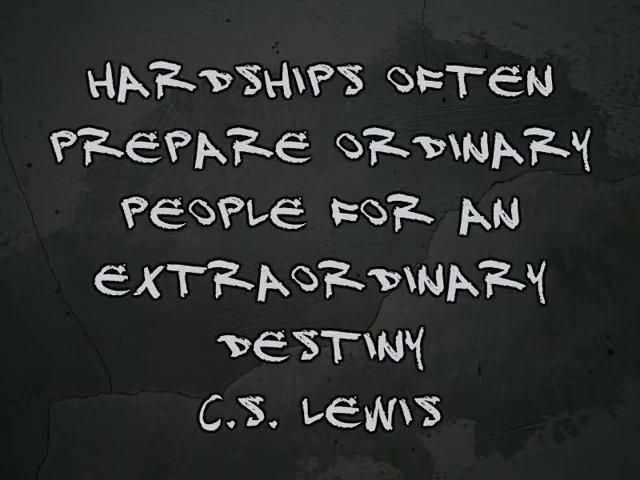 HARDSHIPS OFTEN
PREPARE ORDINARY
PEOPLE FOR AN
EXTRAORDINARY
DESTINY
C.S. LEWIS